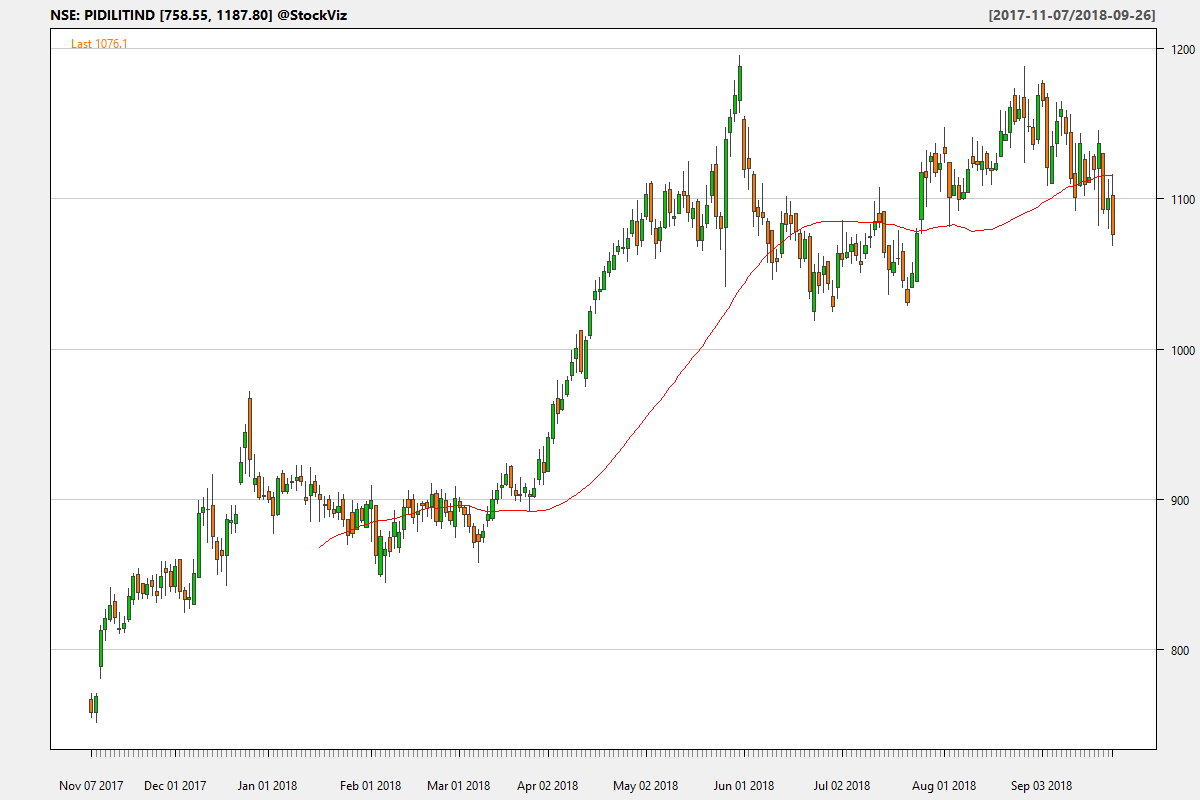 NSE: PIDILITIND [758.55, 1187.80] @StockViz
[2017-11-07/2018-09-26]
Last 1076.1
1200
1100
1000
900
800
Nov 07 2017
Dec 01 2017
Jan 01 2018
Feb 01 2018
Mar 01 2018
Apr 02 2018
May 02 2018
Jun 01 2018
Jul 02 2018
Aug 01 2018
Sep 03 2018